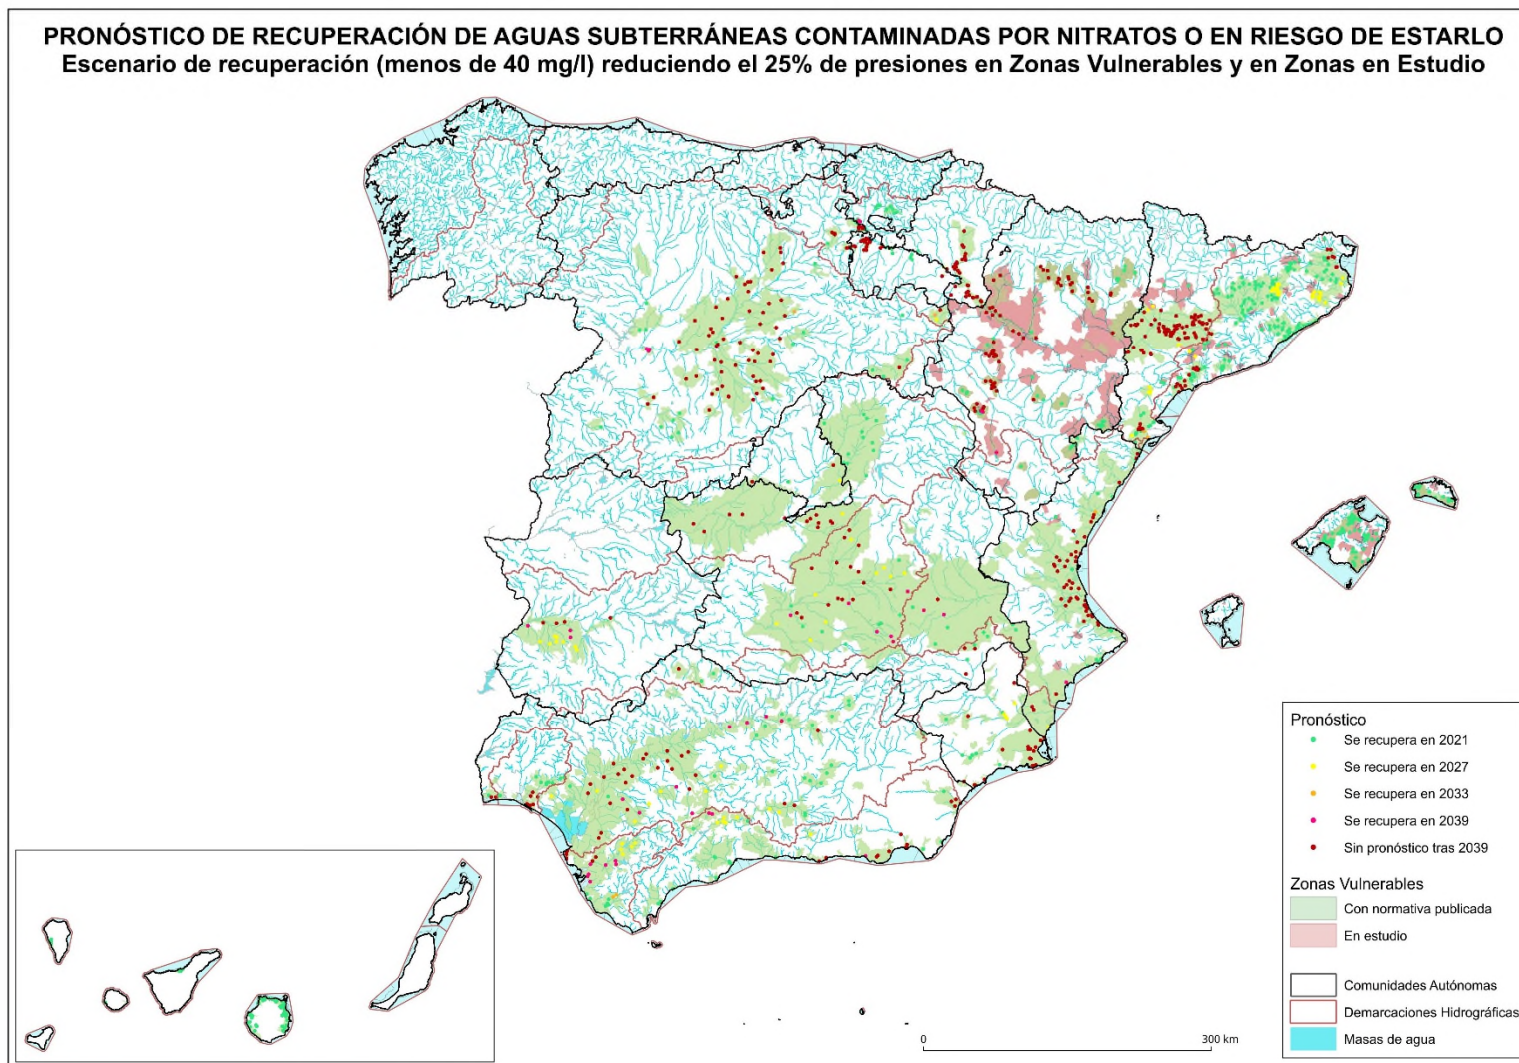 PRONÓSTICO DE RECUPERACIÓN DE AGUAS SUBTERRÁNEAS CONTAMINADAS POR NITRATOS O EN RIESGO DE ESTARLO
Escenario de recuperación (menos de 40 mg/l) reduciendo el 25% de presiones en Zonas Vulnerables y en Zonas en Estudio
Pronóstico
Se recupera en 2021
Se recupera en 2027
Se recupera en 2033
Se recupera en 2039
Sin pronóstico tras 2039
Zonas Vulnerables
Con normativa publicada
En estudio
Comunidades Autónomas
Demarcaciones Hidrográficas
Masas de agua
0 300 km